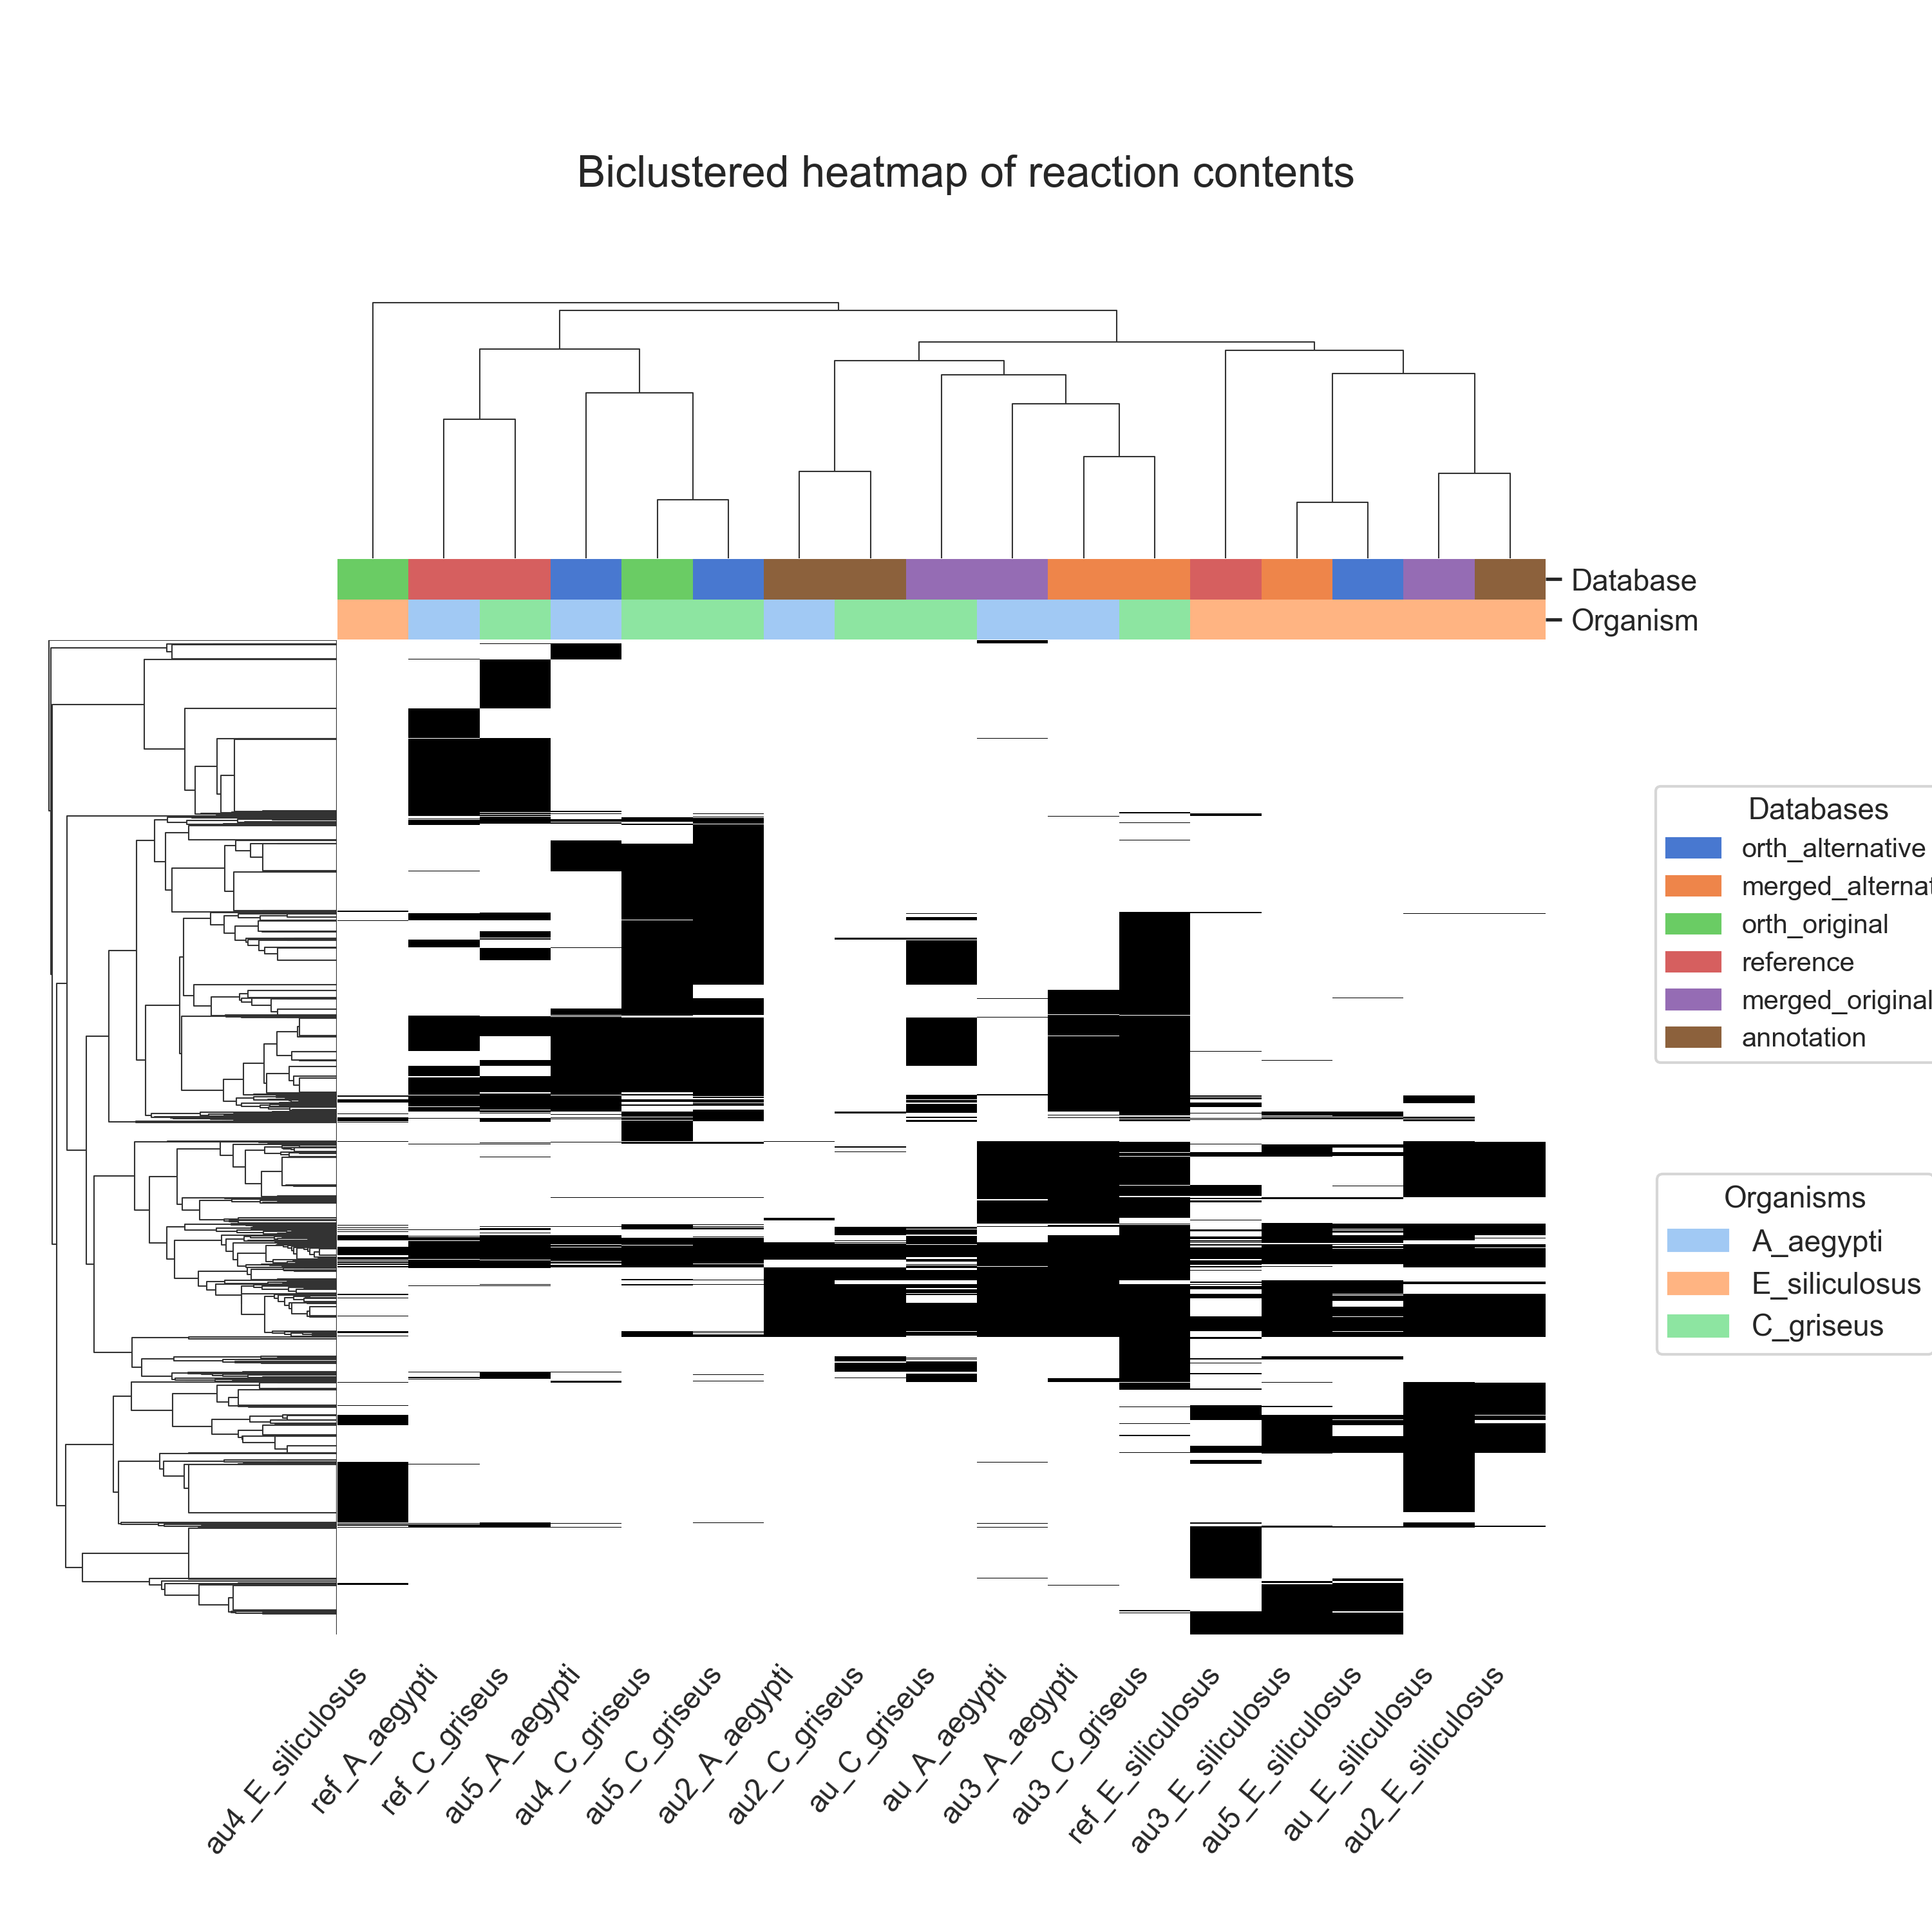 Biclustered heatmap of reaction contents
Database
Organism
Databases
orth_alternative
merged_alternat
orth_original
reference
merged_original
annotation
Organisms
A_aegypti
E_siliculosus
C_griseus
au4_E_siliculosus
ref_A_aegypti
ref_C_griseus
au5_A_aegypti
au4_C_griseus
au5_C_griseus
au2_A_aegypti
au2_C_griseus
au_C_griseus
au_A_aegypti
au3_A_aegypti
au3_C_griseus
ref_E_siliculosus
au3_E_siliculosus
au5_E_siliculosus
au_E_siliculosus
au2_E_siliculosus